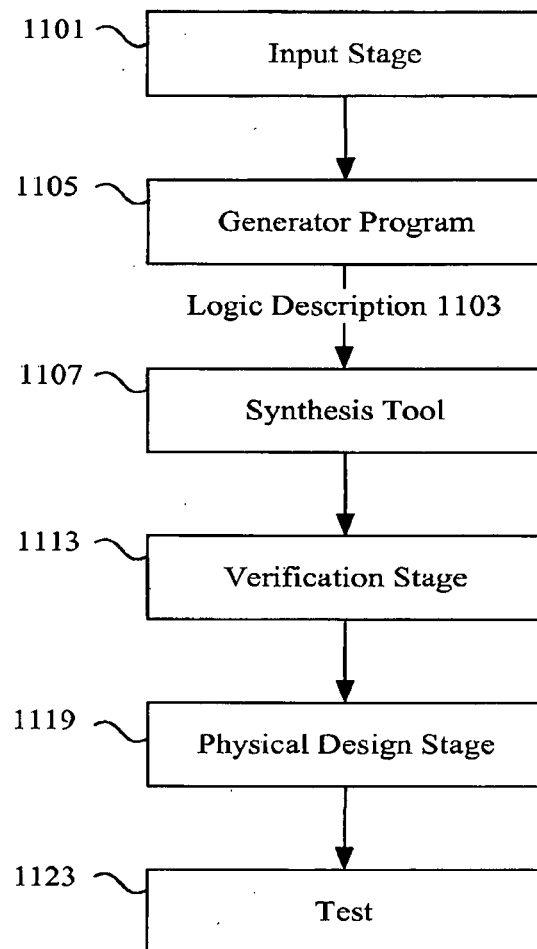 1101
Input Stage
1105
Generator Program
Logic Description 1103
1107
Synthesis Tool
1113
Verification Stage
1119
Physical Design Stage
1123
Test